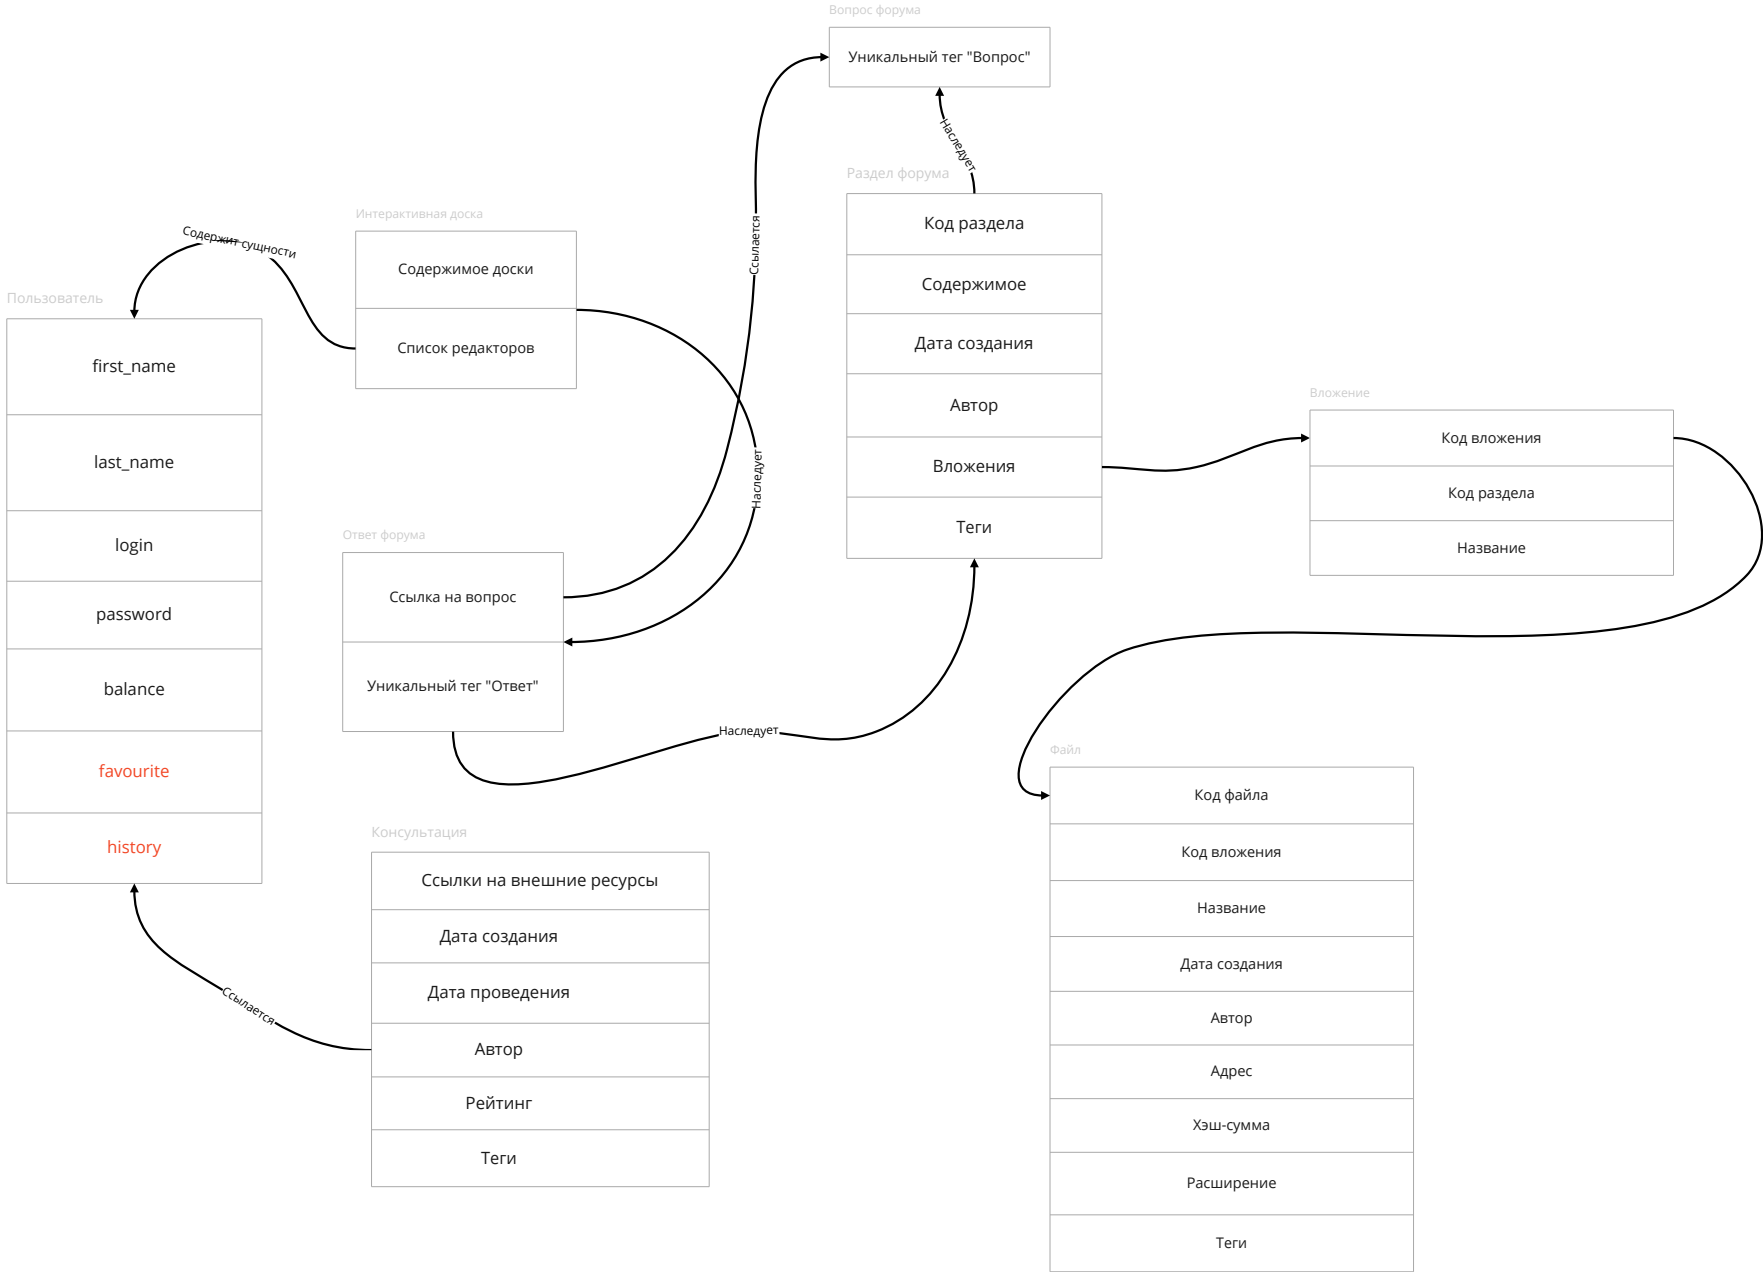 Вопрос форума
Уникальный тег "Вопрос"
Наследует
Раздел форума
Код раздела
Содержимое
Дата создания
Автор
Вложения
Теги
Интерактивная доска
Содержимое доски
Список редакторов
Содержит сущности
Ссылается
Наследует
Пользователь
first_name
last_name
login
password
balance
favourite
history
Вложение
Код вложения
Код раздела
Название
Ответ форума
Ссылка на вопрос
Уникальный тег "Ответ"
Наследует
Консультация
Ссылки на внешние ресурсы
Дата создания
Дата проведения
Автор
Рейтинг
Теги
Ссылается
Файл
Код файла
Код вложения
Название
Дата создания
Автор
Адрес
Хэш-сумма
Расширение
Теги